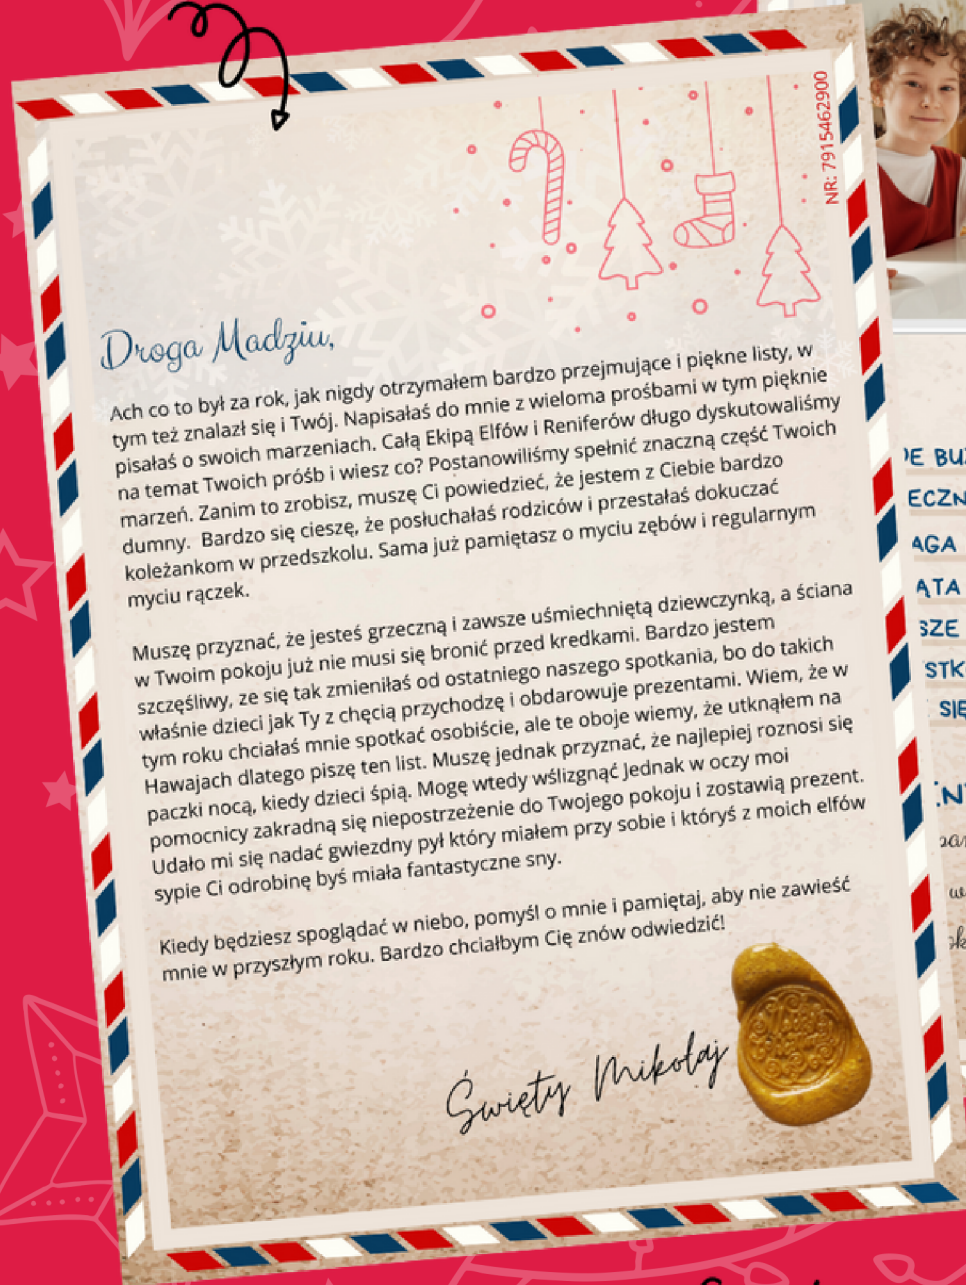 NR: 7915462900
Droga Madziu,
Ach co to był za rok, jak nigdy otrzymałem bardzo przejmujące i piękne listy, w
tym też znalazł się i Twój. Napisałaś do mnie z wieloma prośbami w tym pięknie
pisałaś o swoich marzeniach. Całą Ekipą Elfów i Reniferów długo dyskutowaliśmy
na temat Twoich próśb i wiesz co? Postanowiliśmy spełnić znaczną część Twoich
marzeń. Zanim to zrobisz, muszę Ci powiedzieć, że jestem z Ciebie bardzo
dumny. Bardzo się cieszę, że posłuchałaś rodziców i przestałaś dokuczać
koleżankom w przedszkolu. Sama już pamiętasz o myciu zębów i regularnym
myciu rączek.
Muszę przyznać, że jesteś grzeczną i zawsze uśmiechniętą dziewczynką, a ściana
w Twoim pokoju już nie musi się bronić przed kredkami. Bardzo jestem
szczęśliwy, ze się tak zmieniłaś od ostatniego naszego spotkania, bo do takich
właśnie dzieci jak Ty z chęcią przychodzę i obdarowuje prezentami. Wiem, że w
tym roku chciałaś mnie spotkać osobiście, ale te oboje wiemy, że utknąłem na
Hawajach dlatego piszę ten list. Muszę jednak przyznać, że najlepiej roznosi się
paczki nocą, kiedy dzieci śpią. Mogę wtedy wślizgnąć Jednak w oczy moi
pomocnicy zakradną się niepostrzeżenie do Twojego pokoju i zostawią prezent.
Udało mi się nadać gwiezdny pył który miałem przy sobie i któryś z moich elfów
sypie Ci odrobinę byś miała fantastyczne sny.
Kiedy będziesz spoglądać w niebo, pomyśl o mnie i pamiętaj, aby nie zawieść
mnie w przyszłym roku. Bardzo chciałbym Cię znów odwiedzić!
Święty Mikołaj